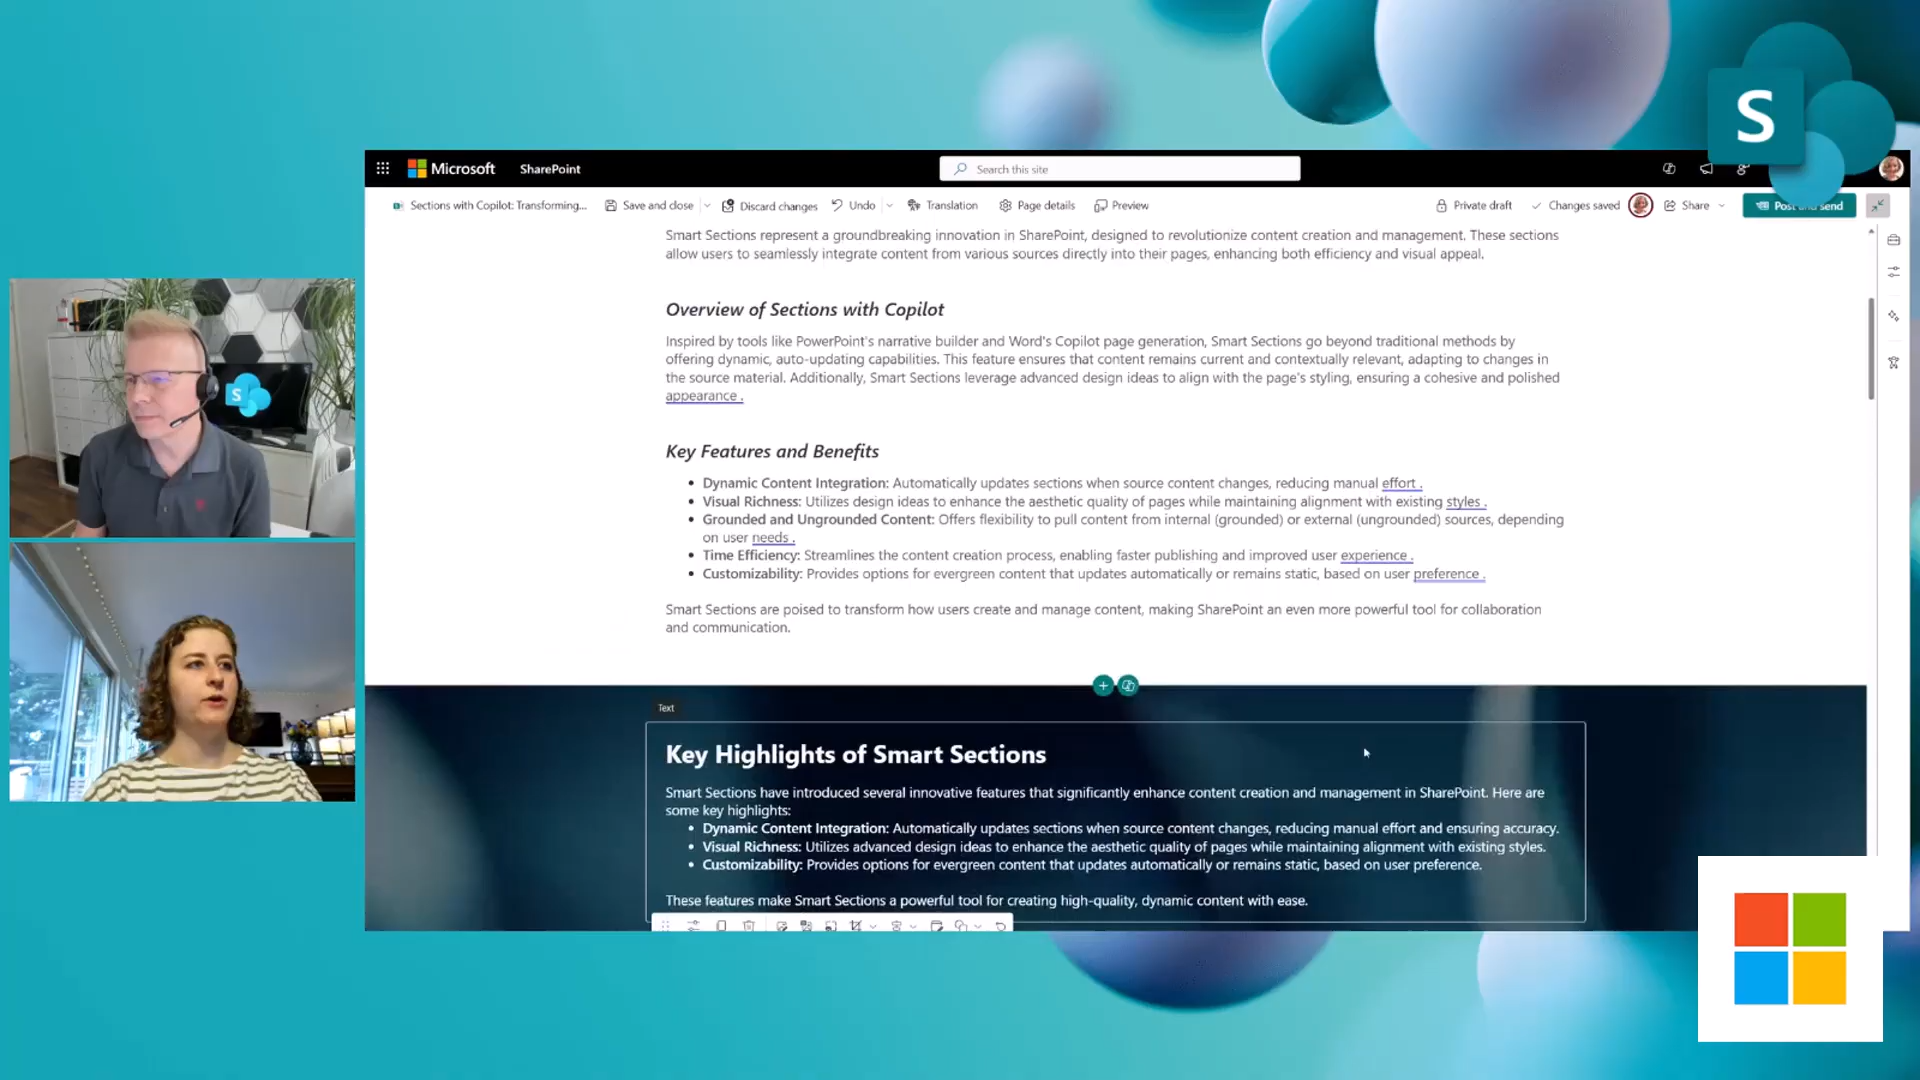 S
Microsoft
SharePoint
Search this site
Sections with Copilot: Transforming...
Save and close
Discard changes
Undo
Translation
Page details
Preview
Private draft
Changes saved
Share
Post and send
Smart Sections represent a groundbreaking innovation in SharePoint, designed to revolutionize content creation and management. These sections
allow users to seamlessly integrate content from various sources directly into their pages, enhancing both efficiency and visual appeal.
Overview of Sections with Copilot
Inspired by tools like PowerPoint's narrative builder and Word's Copilot page generation, Smart Sections go beyond traditional methods by
offering dynamic, auto-updating capabilities. This feature ensures that content remains current and contextually relevant, adapting to changes in
the source material. Additionally, Smart Sections leverage advanced design ideas to align with the page's styling, ensuring a cohesive and polished
appearance .
Key Features and Benefits
• Dynamic Content Integration: Automatically updates sections when source content changes, reducing manual effort .
• Visual Richness: Utilizes design ideas to enhance the aesthetic quality of pages while maintaining alignment with existing styles .
• Grounded and Ungrounded Content: Offers flexibility to pull content from internal (grounded) or external (ungrounded) sources, depending
on user needs .
• Time Efficiency: Streamlines the content creation process, enabling faster publishing and improved user experience .
• Customizability: Provides options for evergreen content that updates automatically or remains static, based on user preference .
Smart Sections are poised to transform how users create and manage content, making SharePoint an even more powerful tool for collaboration
and communication.
Text
Key Highlights of Smart Sections
Smart Sections have introduced several innovative features that significantly enhance content creation and management in SharePoint. Here are
some key highlights:
• Dynamic Content Integration: Automatically updates sections when source content changes, reducing manual effort and ensuring accuracy.
• Visual Richness: Utilizes advanced design ideas to enhance the aesthetic quality of pages while maintaining alignment with existing styles.
• Customizability: Provides options for evergreen content that updates automatically or remains static, based on user preference.
These features make Smart Sections a powerful tool for creating high-quality, dynamic content with ease.
S